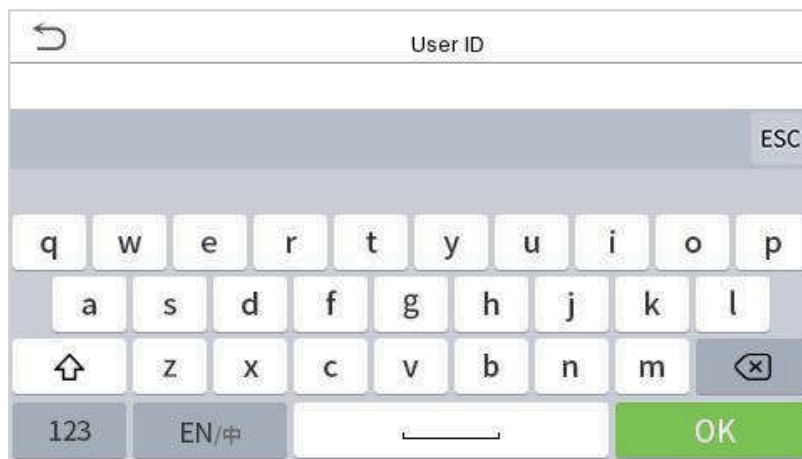 User ID
ESC
q w e r t y u i o p
a s d f g h j k l
z x c v b n m
123 EN/中 OK